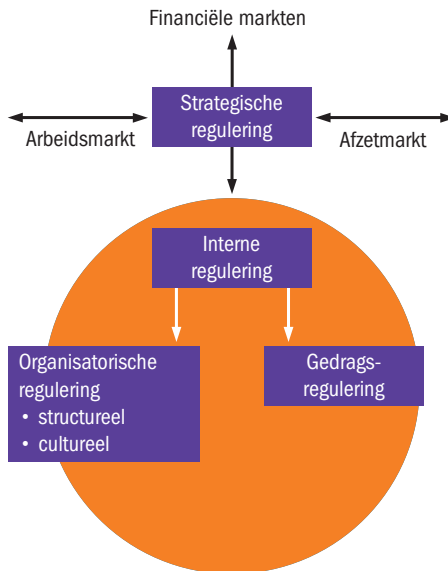 Financiële markten
Strategische
regulering
Arbeidsmarkt
Afzetmarkt
Interne
regulering
Organisatorische
regulering
• structureel
• cultureel
Gedrags-
regulering